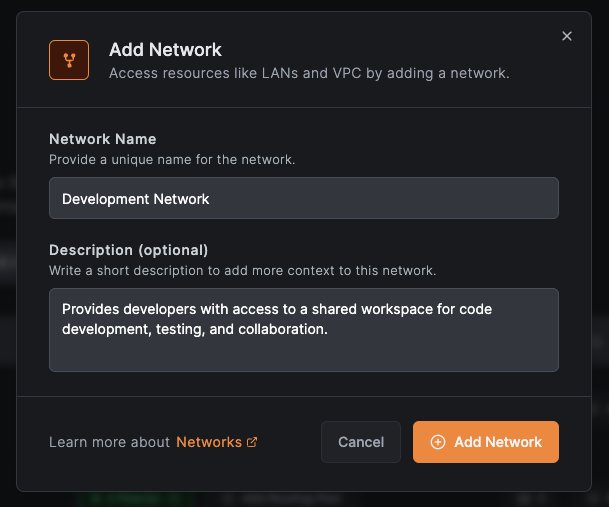 Add Network
Access resources like LANs and VPC by adding a network.
Network Name
Provide a unique name for the network.
Development Network
Description (optional)
Write a short description to add more context to this network.
Provides developers with access to a shared workspace for code
development, testing, and collaboration.
Learn more about Networks
Cancel
Add Network